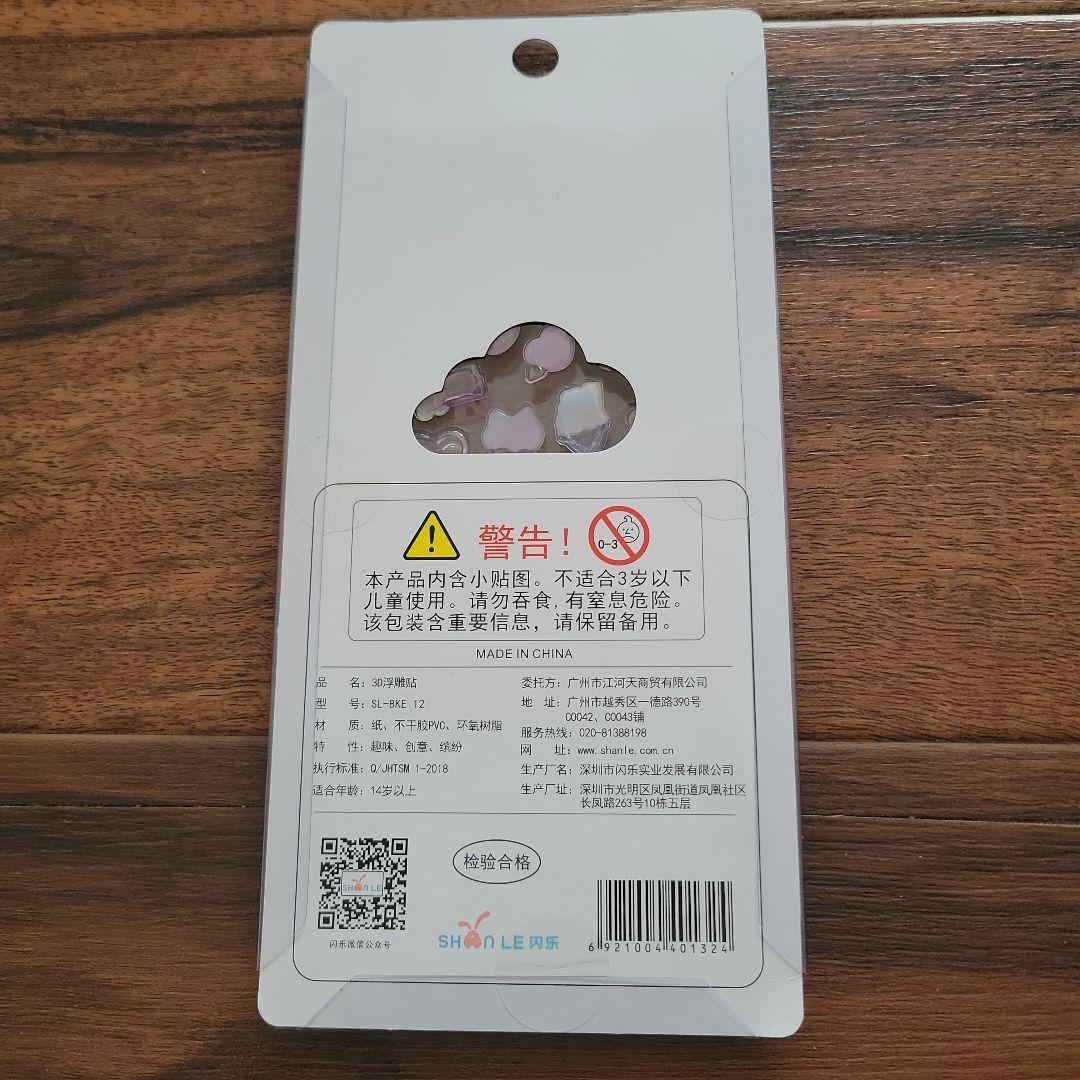 警告！
0-3
本产品内含小贴图。不适合3岁以下
儿童使用。请勿吞食,有窒息危险。
该包装含重要信息，请保留备用。
MADE IN CHINA
品 名：3D浮雕贴
型 号：SL-BKE 12
材 质：纸、不干胶PVC、环氧树脂
特 性：趣味、创意、缤纷
执行标准：Q/JHTSM 1-2018
适合年龄：14岁以上
委托方：广州市江河天商贸有限公司
地 址：广州市越秀区一德路390号
C0042、C0043铺
服务热线：020-81388198
网 址：www.shanle.com.cn
生产厂名：深圳市闪乐实业发展有限公司
生产厂址：深圳市光明区凤凰街道凤凰社区
长凤路263号10栋五层
SHAN LE
闪乐微信公众号
检验合格
SHAN LE 闪乐
6 921004 401324